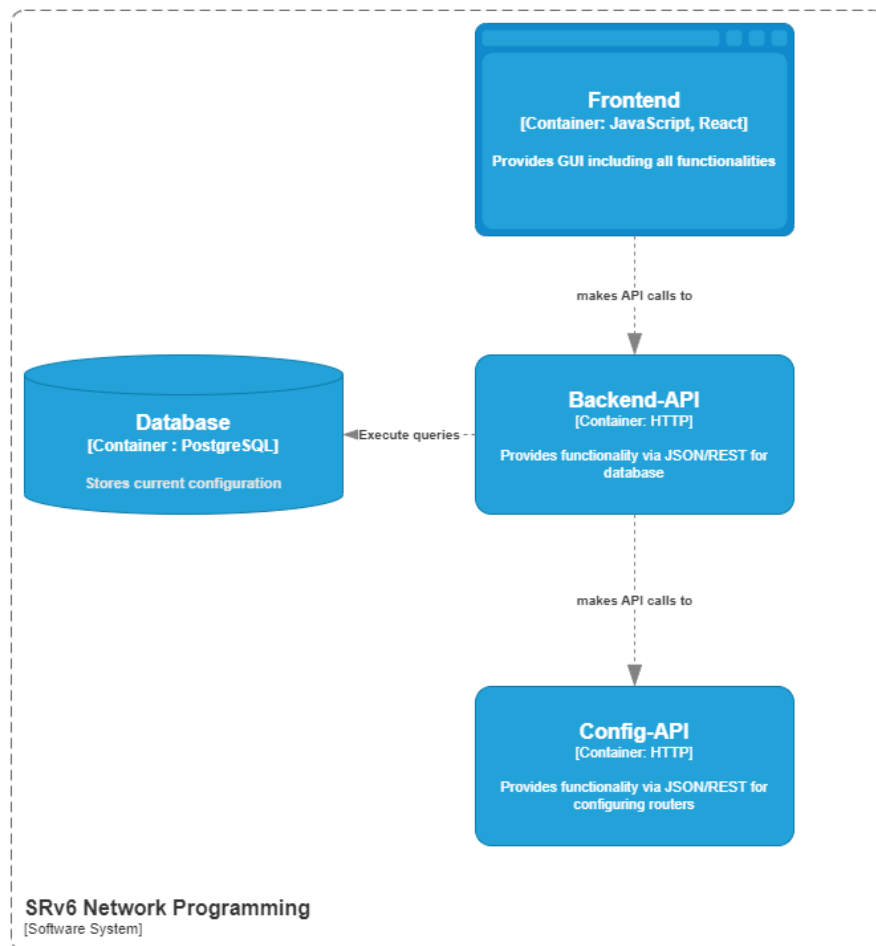 Frontend
[Container: JavaScript, React]
Provides GUI including all functionalities
makes API calls to
Database
[Container : PostgreSQL]
Stores current configuration
Execute queries
Backend-API
[Container: HTTP]
Provides functionality via JSON/REST for
database
makes API calls to
Config-API
[Container: HTTP]
Provides functionality via JSON/REST for
configuring routers
SRv6 Network Programming
[Software System]